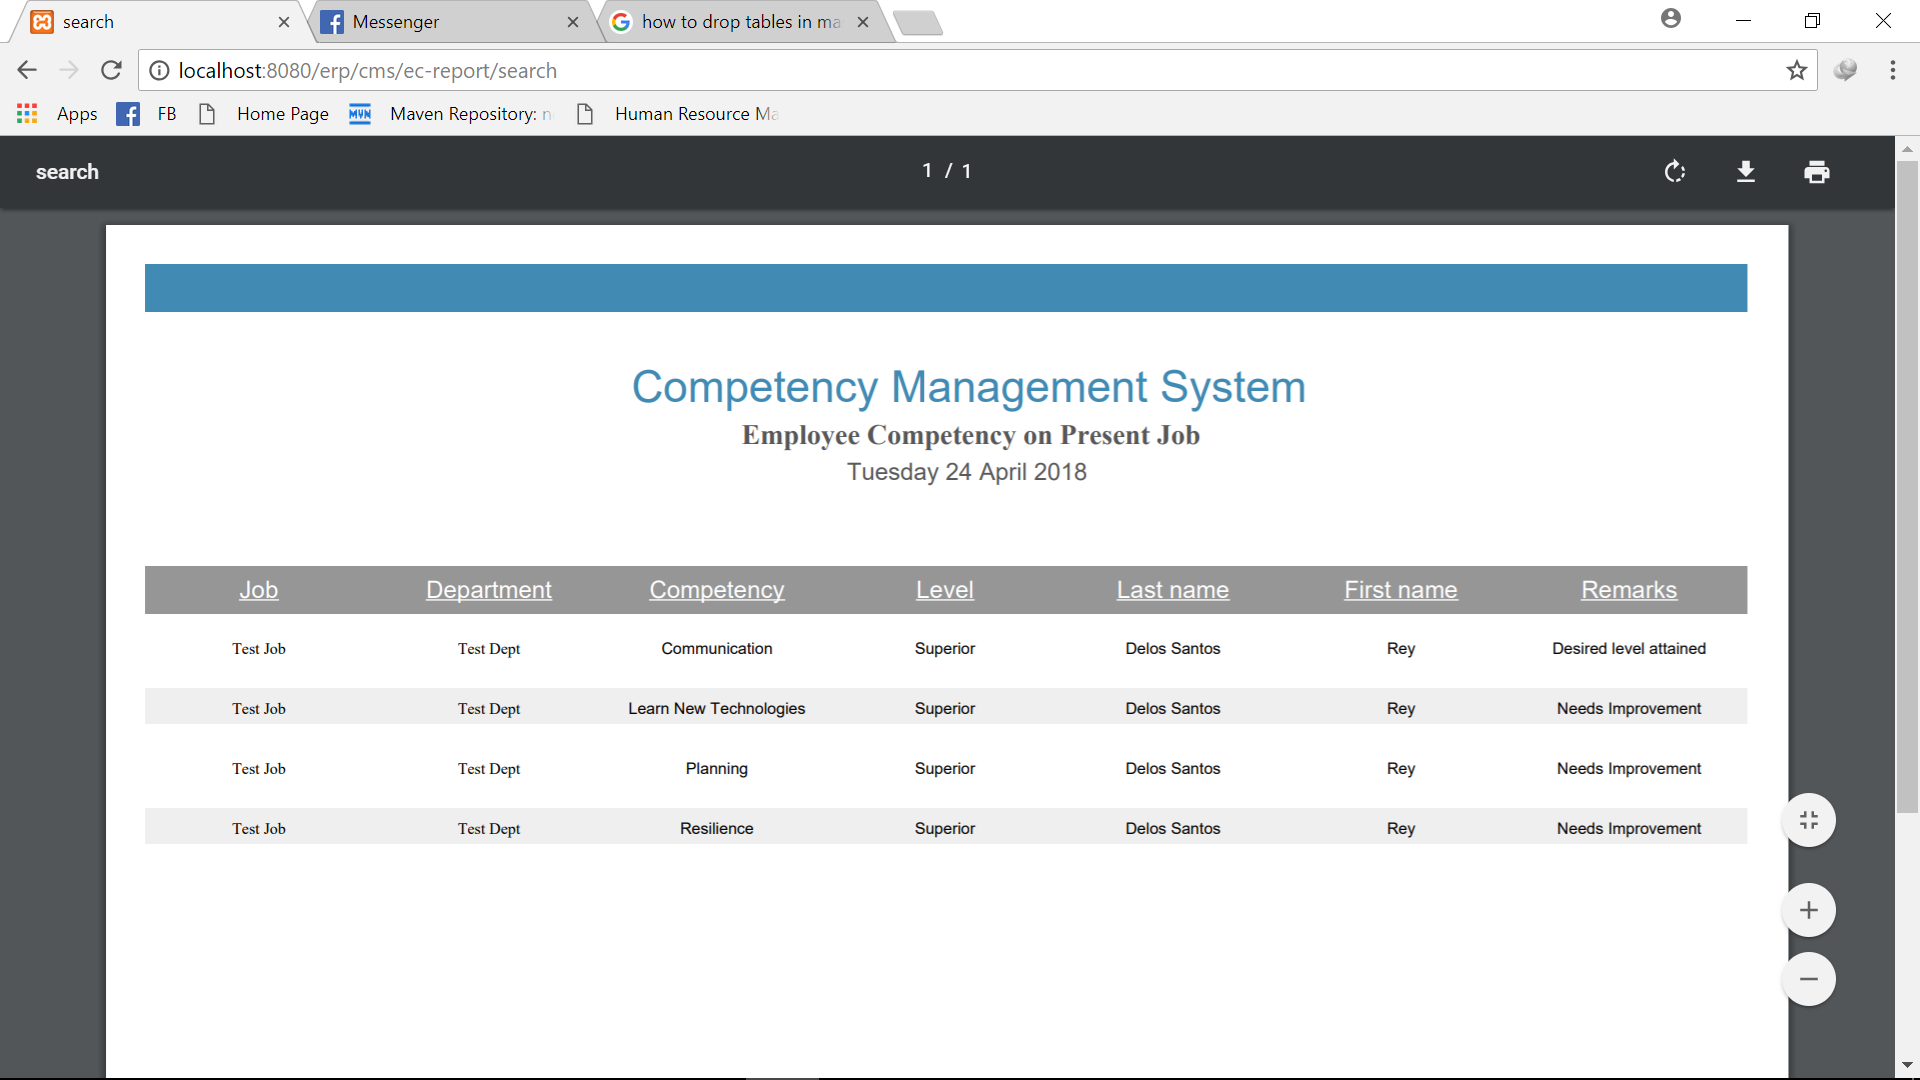 search
Messenger
how to drop tables in ma
localhost:8080/erp/cms/ec-report/search
Apps FB Home Page MVN Maven Repository: Human Resource Ma
search 1 / 1
Competency Management System
Employee Competency on Present Job
Tuesday 24 April 2018
Job Department Competency Level Last name First name Remarks
Test Job Test Dept Communication Superior Delos Santos Rey Desired level attained
Test Job Test Dept Learn New Technologies Superior Delos Santos Rey Needs Improvement
Test Job Test Dept Planning Superior Delos Santos Rey Needs Improvement
Test Job Test Dept Resilience Superior Delos Santos Rey Needs Improvement